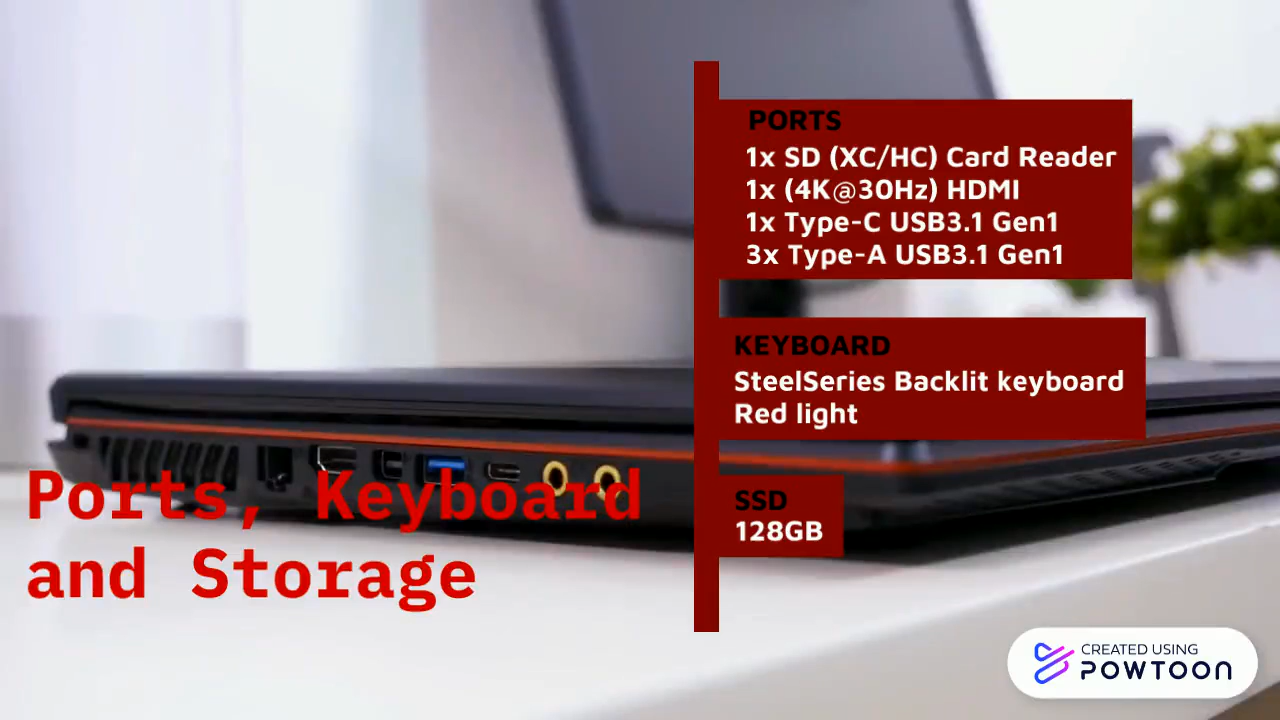 PORTS
1x SD (XC/HC) Card Reader
1x (4K@30Hz) HDMI
1x Type-C USB3.1 Gen1
3x Type-A USB3.1 Gen1
KEYBOARD
SteelSeries Backlit keyboard
Red light
SSD
128GB
Ports, Keyboard
and Storage
CREATED USING
POWTOON